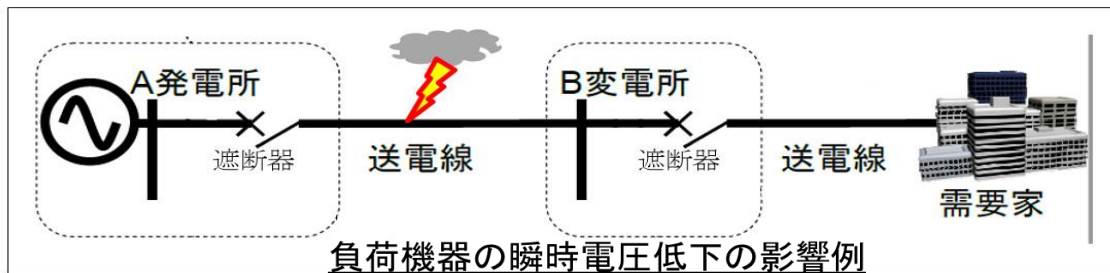 A発電所
B変電所
遮断器
送電線
遮断器
送電線
需要家
負荷機器の瞬時電圧低下の影響例